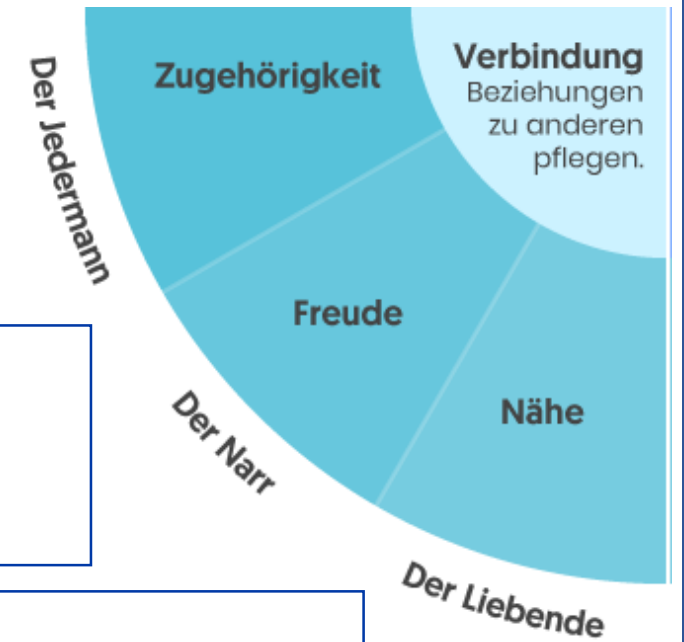 Verbindung
Beziehungen
zu anderen
pflegen.
Zugehörigkeit
Der Jedermann
Freude
Der Narr
Nähe
Der Liebende